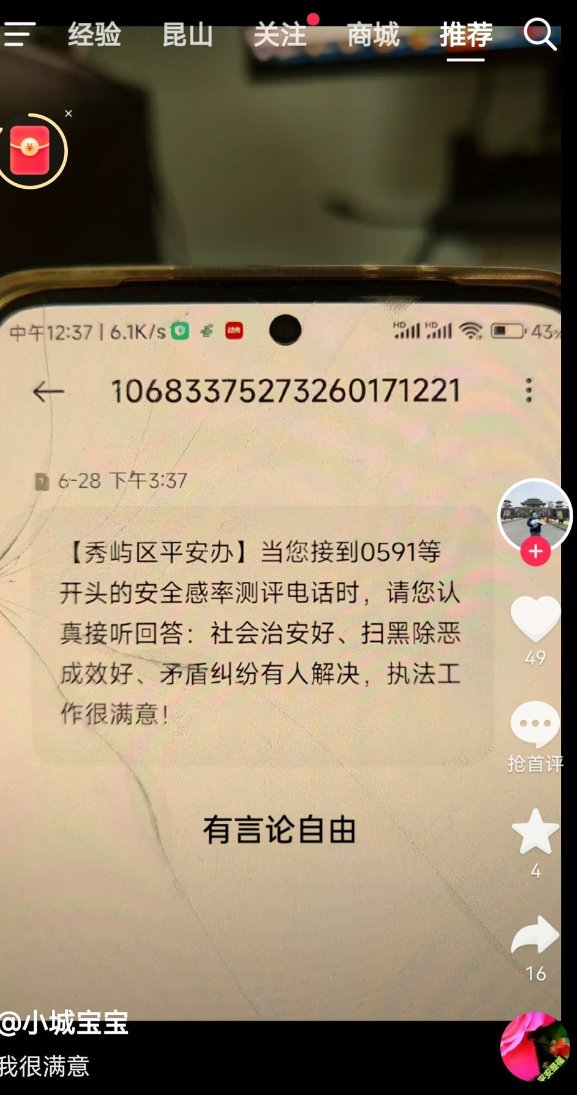 经验 昆山 关注 商城 推荐
×
中午12:37 | 6.1K/s HD HD 43%
10683375273260171221
6-28 下午3:37
【秀屿区平安办】当您接到0591等
开头的安全感率测评电话时，请您认
真接听回答：社会治安好、扫黑除恶
成效好、矛盾纠纷有人解决，执法工
作很满意！
49
抢首评
有言论自由
4
16
@小城宝宝
我很满意